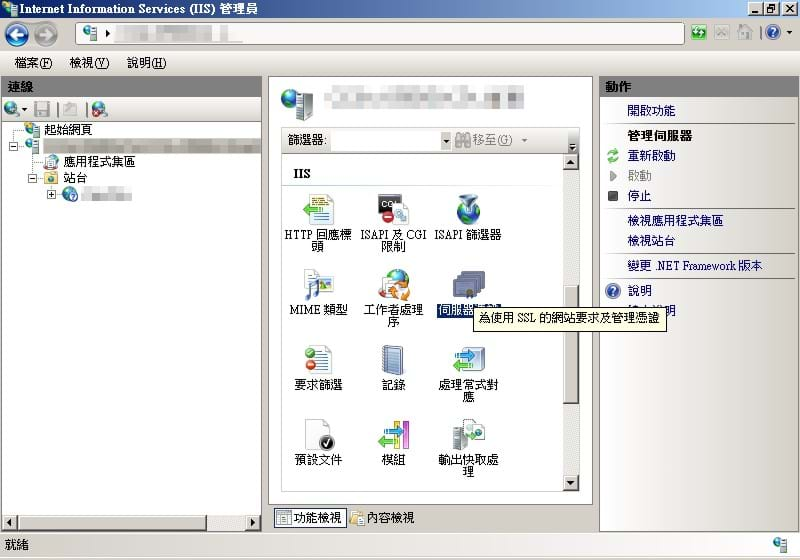 Internet Information Services (IIS) 管理員
檔案(F) 檢視(V) 說明(H)
連線
起始網頁
應用程式集區
站台
篩選器:
移至(G)
IIS
HTTP 回應標
頭
ISAPI 及 CGI
限制
ISAPI 篩選器
MIME 類型
工作者處理
序
伺服器
為使用 SSL 的網站要求及管理憑證
要求篩選
記錄
處理常式對
應
預設文件
模組
輸出快取處
理
功能檢視
內容檢視
動作
開啟功能
管理伺服器
重新啟動
啟動
停止
檢視應用程式集區
檢視站台
變更 .NET Framework 版本
說明
說明
就緒